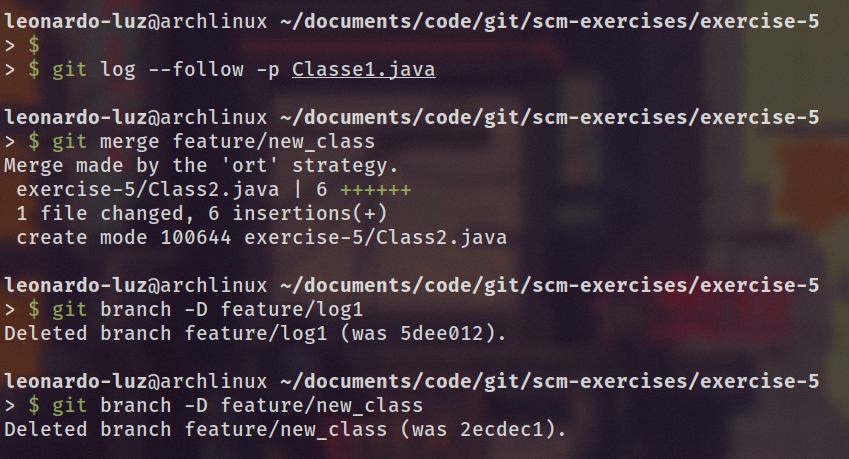 leonardo-luz@archlinux ~/documents/code/git/scm-exercises/exercise-5
> $
> $ git log --follow -p Classe1.java
leonardo-luz@archlinux ~/documents/code/git/scm-exercises/exercise-5
> $ git merge feature/new_class
Merge made by the 'ort' strategy.
 exercise-5/Class2.java | 6 ++++++
 1 file changed, 6 insertions(+)
 create mode 100644 exercise-5/Class2.java
leonardo-luz@archlinux ~/documents/code/git/scm-exercises/exercise-5
> $ git branch -D feature/log1
Deleted branch feature/log1 (was 5dee012).
leonardo-luz@archlinux ~/documents/code/git/scm-exercises/exercise-5
> $ git branch -D feature/new_class
Deleted branch feature/new_class (was 2ecdec1).